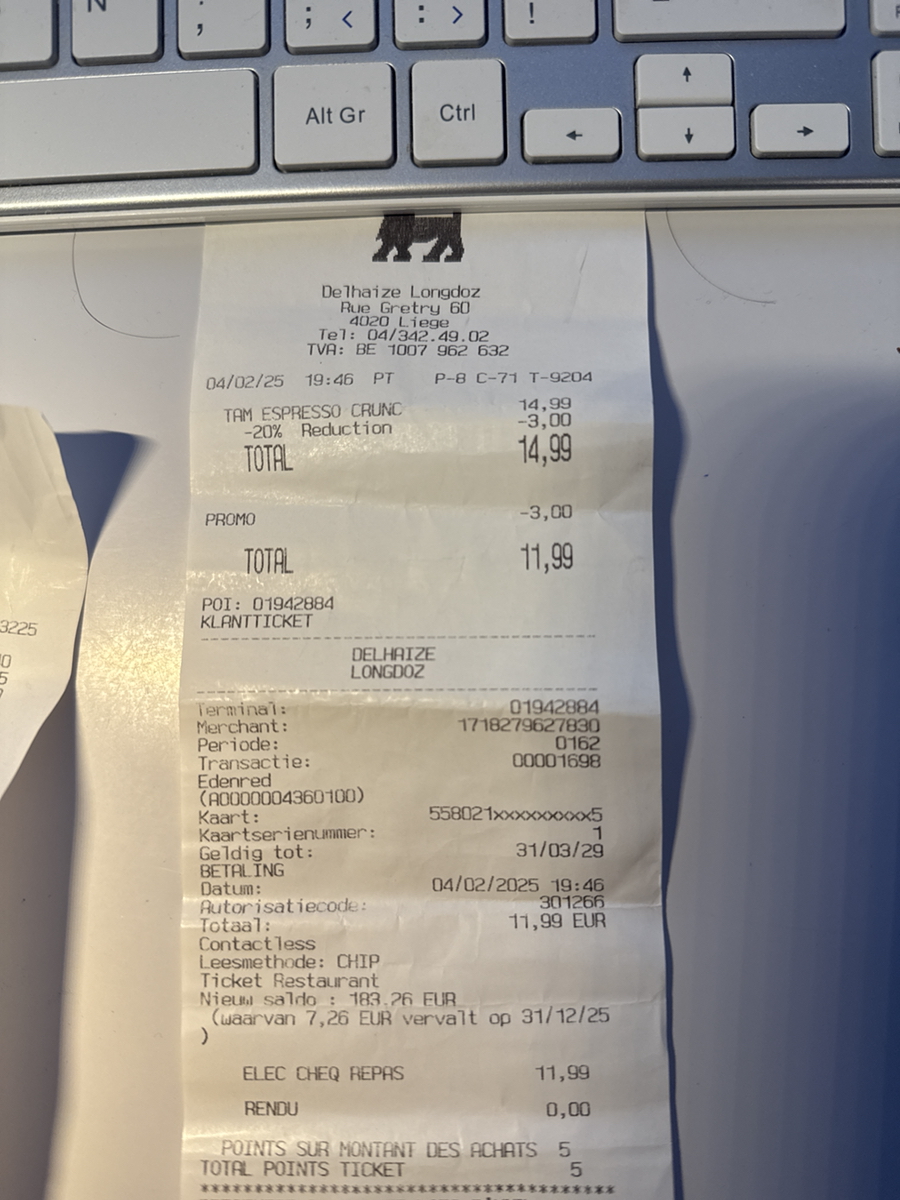 N
;
; <
: >
!
Alt Gr
Ctrl
Delhaize Longdoz
Rue Gretry 60
4020 Liege
Tel: 04/342.49.02
TVA: BE 1007 962 632
04/02/25 19:46 PT P-8 C-71 T-9204
TAM ESPRESSO CRUNC 14,99
-20% Reduction -3,00
TOTAL 14,99
PROMO -3,00
TOTAL 11,99
POI: 01942884
KLANTTICKET
DELHAIZE
LONGDOZ
Terminal: 01942884
Merchant: 1718279627830
Periode: 0162
Transactie: 00001698
Edenred
(A0000004360100)
Kaart: 558021xxxxxxxxxx5
Kaartserienummer: 1
Geldig tot: 31/03/29
BETALING
Datum: 04/02/2025 19:46
Autorisatiecode: 301266
Totaal: 11,99 EUR
Contactless
Leesmethode: CHIP
Ticket Restaurant
Nieuw saldo : 183.26 EUR
(waarvan 7,26 EUR vervalt op 31/12/25
)
ELEC CHEQ REPAS 11,99
RENDU 0,00
POINTS SUR MONTANT DES ACHATS 5
TOTAL POINTS TICKET 5
**************************************
3225